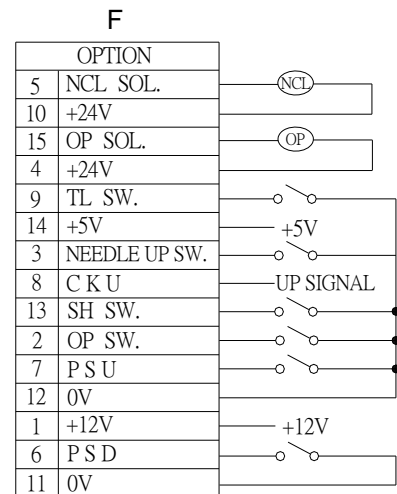 F
OPTION
5 NCL SOL. NCL
10 +24V
15 OP SOL. OP
4 +24V
9 TL SW.
14 +5V +5V
3 NEEDLE UP SW.
8 C K U UP SIGNAL
13 SH SW.
2 OP SW.
7 P S U
12 0V
1 +12V +12V
6 P S D
11 0V